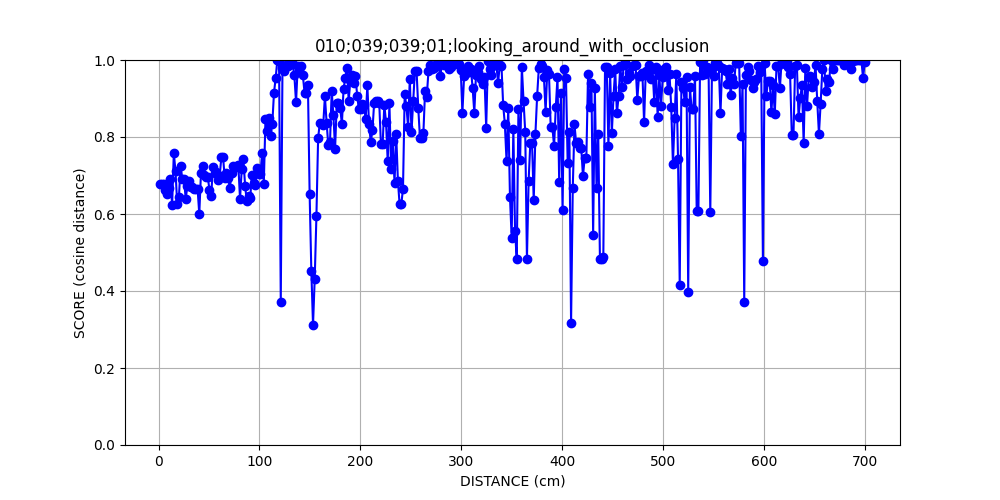 010;039;039;01;looking_around_with_occlusion
SCORE (cosine distance)
1.0
0.8
0.6
0.4
0.2
0.0
0 100 200 300 400 500 600 700
DISTANCE (cm)